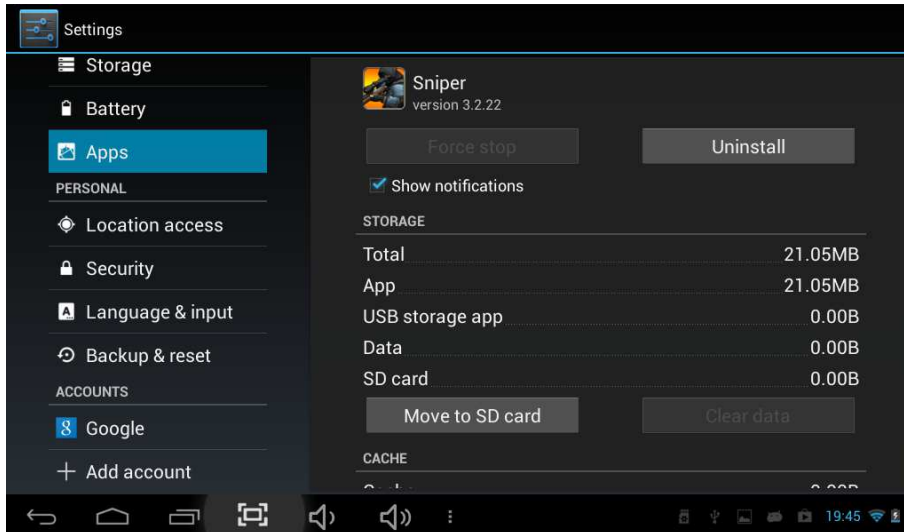 Settings
Storage
Battery
Apps
PERSONAL
Location access
Security
Language & input
Backup & reset
ACCOUNTS
Google
Add account
Sniper
version 3.2.22
Force stop
Uninstall
Show notifications
STORAGE
Total 21.05MB
App 21.05MB
USB storage app 0.00B
Data 0.00B
SD card 0.00B
Move to SD card
Clear data
CACHE
19:45